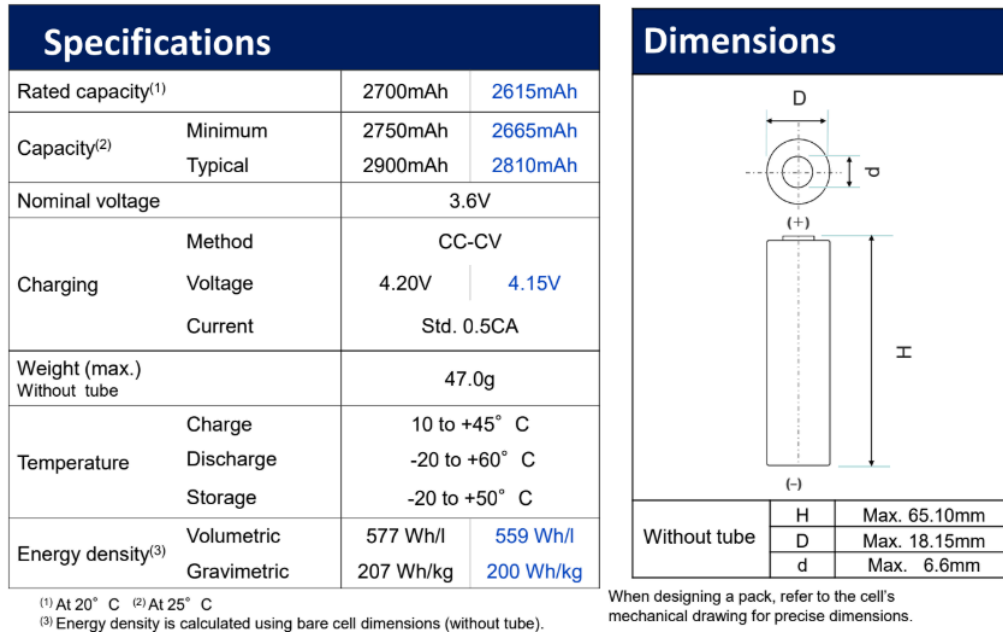 Specifications
Rated capacity(1) 2700mAh 2615mAh
Capacity(2) Minimum 2750mAh 2665mAh
Typical 2900mAh 2810mAh
Nominal voltage 3.6V
Charging Method CC-CV
Voltage 4.20V 4.15V
Current Std. 0.5CA
Weight (max.) 47.0g
Without tube
Temperature Charge 10 to +45° C
Discharge -20 to +60° C
Storage -20 to +50° C
Energy density(3) Volumetric 577 Wh/l 559 Wh/l
Gravimetric 207 Wh/kg 200 Wh/kg
(1) At 20° C (2) At 25° C
(3) Energy density is calculated using bare cell dimensions (without tube).
Dimensions
D
d
(+)
H
(-)
Without tube H Max. 65.10mm
D Max. 18.15mm
d Max. 6.6mm
When designing a pack, refer to the cell's
mechanical drawing for precise dimensions.